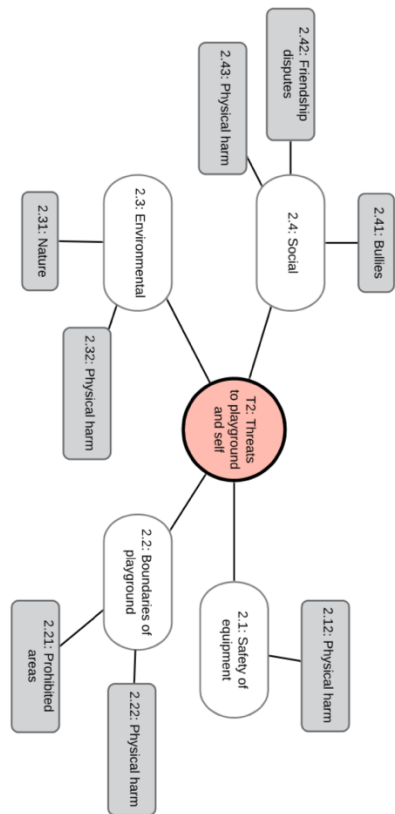 T2: Threats
to playground
and self
2.1: Safety of
equipment
2.12: Physical harm
2.2: Boundaries of
playground
2.21: Prohibited
areas
2.22: Physical harm
2.3: Environmental
2.31: Nature
2.32: Physical harm
2.4: Social
2.41: Bullies
2.42: Friendship
disputes
2.43: Physical harm